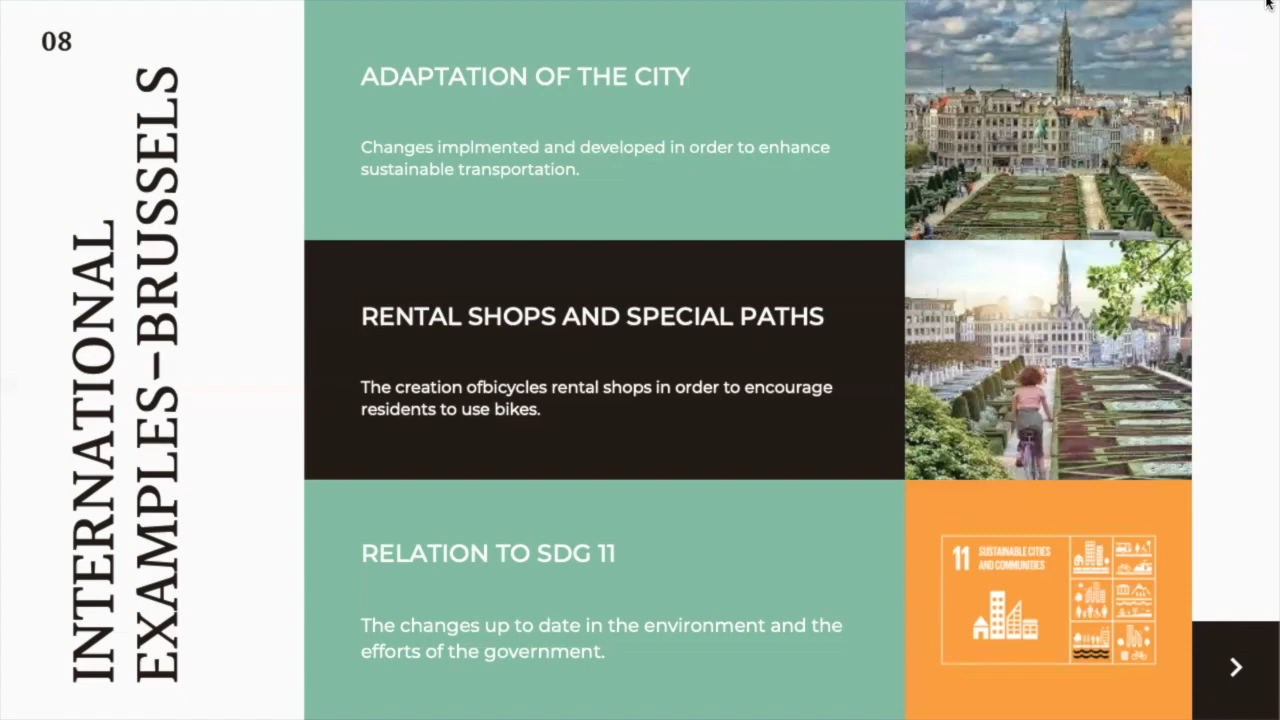 08
INTERNATIONAL
EXAMPLES–BRUSSELS
ADAPTATION OF THE CITY
Changes implmented and developed in order to enhance
sustainable transportation.
RENTAL SHOPS AND SPECIAL PATHS
The creation ofbicycles rental shops in order to encourage
residents to use bikes.
RELATION TO SDG 11
The changes up to date in the environment and the
efforts of the government.
11 SUSTAINABLE CITIES
AND COMMUNITIES